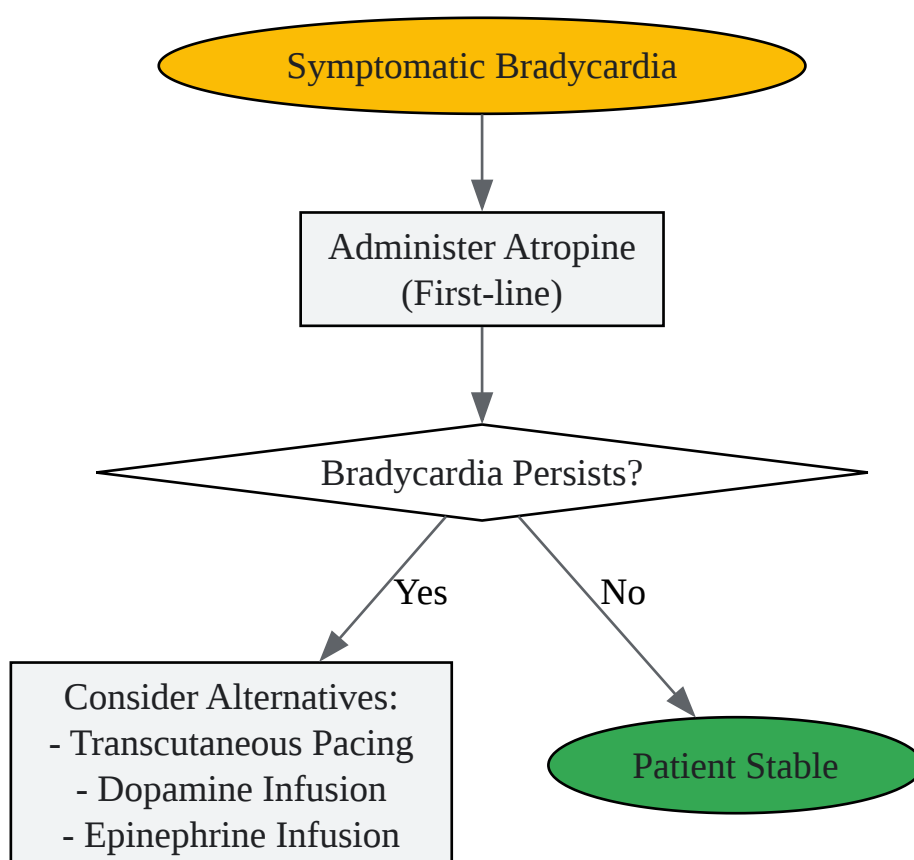 Symptomatic Bradycardia
Administer Atropine
(First-line)
Bradycardia Persists?
Yes
No
Consider Alternatives:
- Transcutaneous Pacing
- Dopamine Infusion
- Epinephrine Infusion
Patient Stable